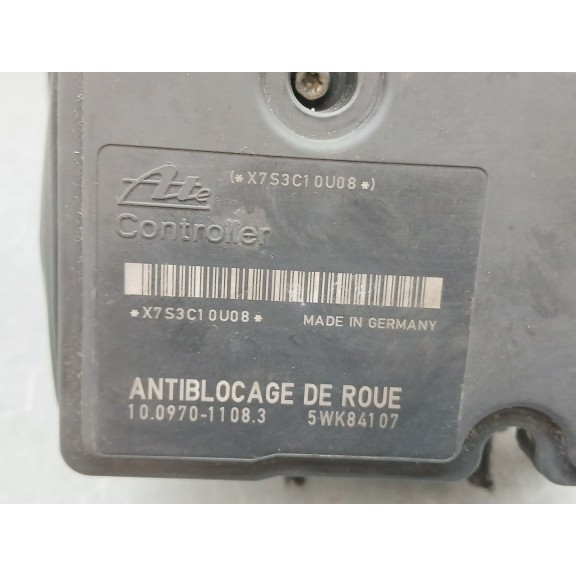 (*X7S3C10U08*)
Ate
Controller
*X7S3C10U08*
MADE IN GERMANY
ANTIBLOCAGE DE ROUE
10.0970-1108.3 5WK84107